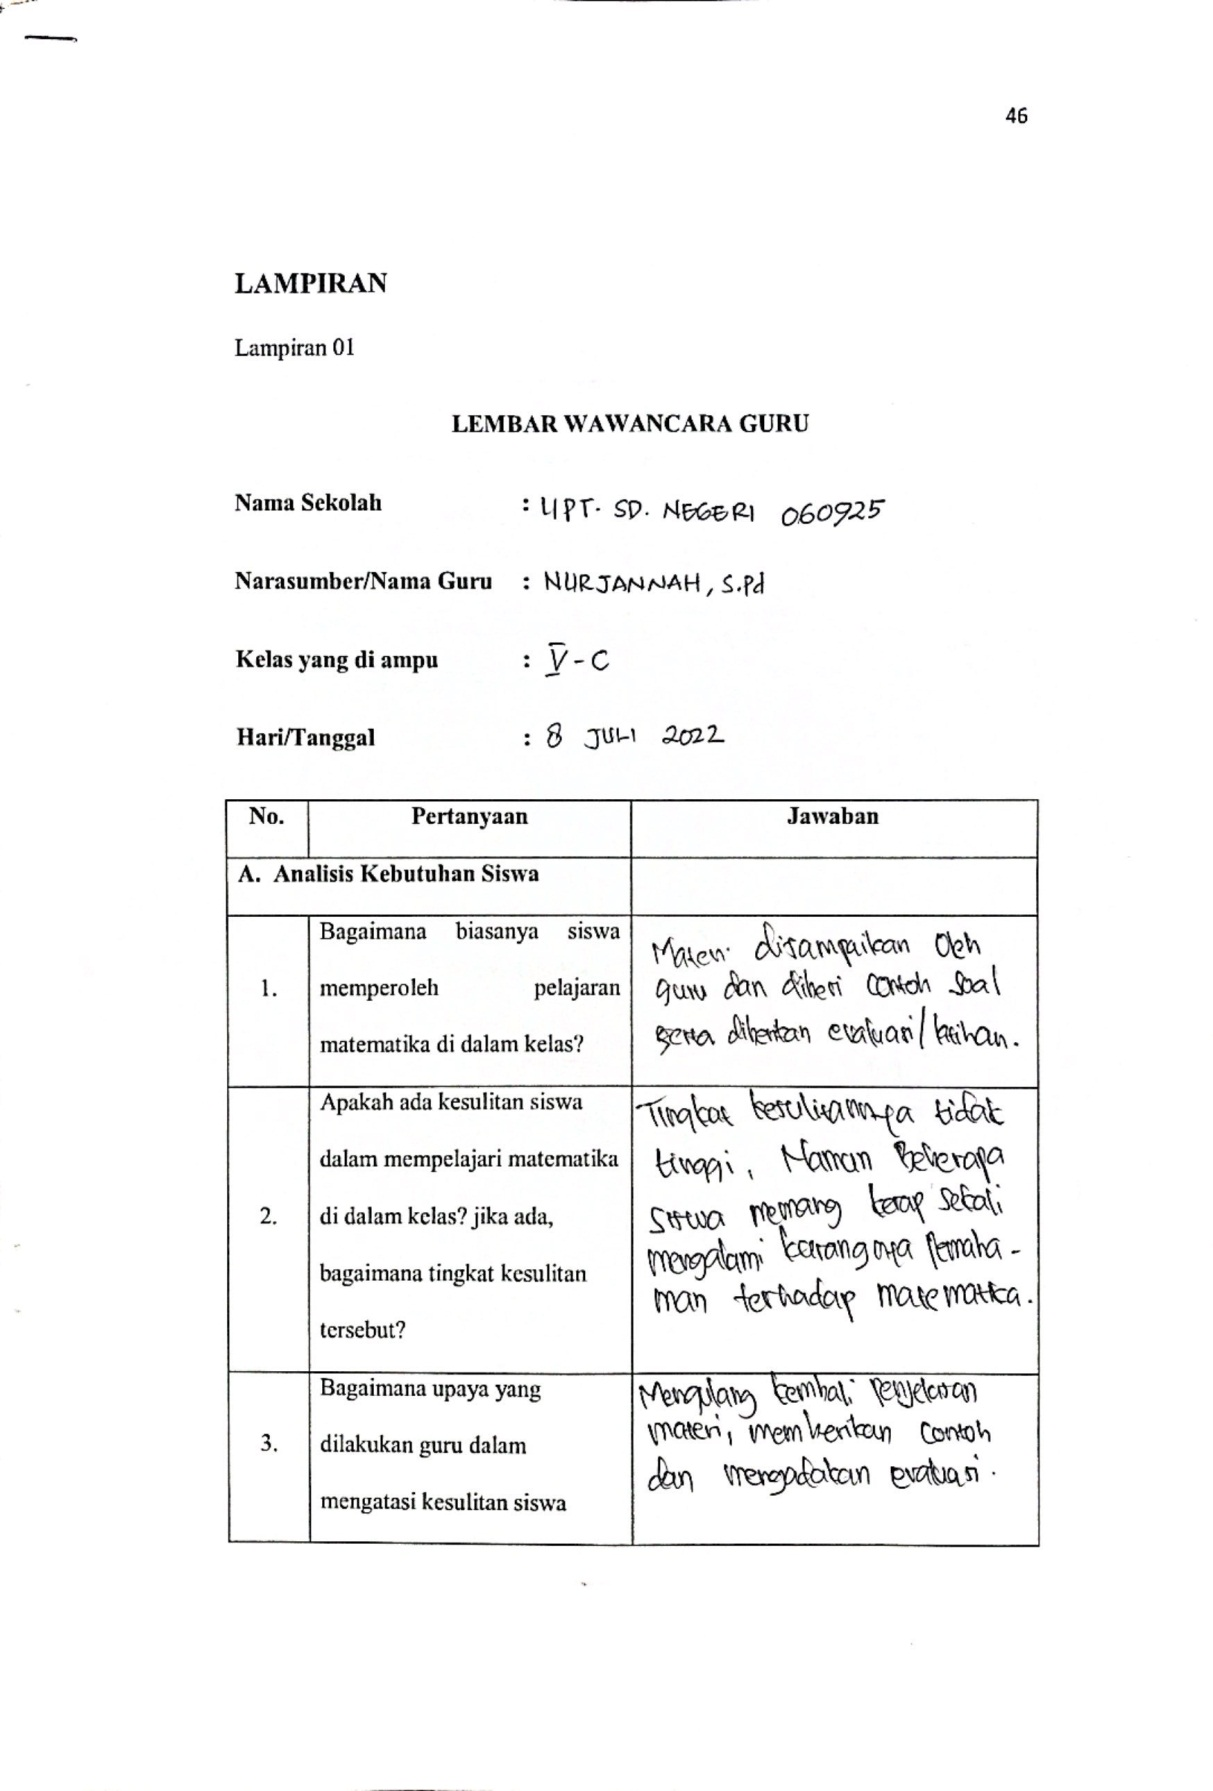 46
LAMPIRAN
Lampiran 01
LEMBAR WAWANCARA GURU
Nama Sekolah : UPT. SD. NEGERI 060925
Narasumber/Nama Guru : NURJANNAH, S.Pd
Kelas yang di ampu : V-C
Hari/Tanggal : 8 JULI 2022
No. Pertanyaan Jawaban
A. Analisis Kebutuhan Siswa
1.
Bagaimana biasanya siswa
memperoleh pelajaran
matematika di dalam kelas?
Materi disampaikan Oleh
guru dan diberi contoh Soal
serta diberikan evaluasi/latihan.
2.
Apakah ada kesulitan siswa
dalam mempelajari matematika
di dalam kelas? jika ada,
bagaimana tingkat kesulitan
tersebut?
Tingkat kesulitannya tidak
tinggi, Namun Beberapa
siswa memang kerap sekali
mengalami kurangnya Pemaha-
man terhadap matematika.
3.
Bagaimana upaya yang
dilakukan guru dalam
mengatasi kesulitan siswa
Mengulang kembali Penjelasan
materi, memberikan contoh
dan mengadakan evaluasi.